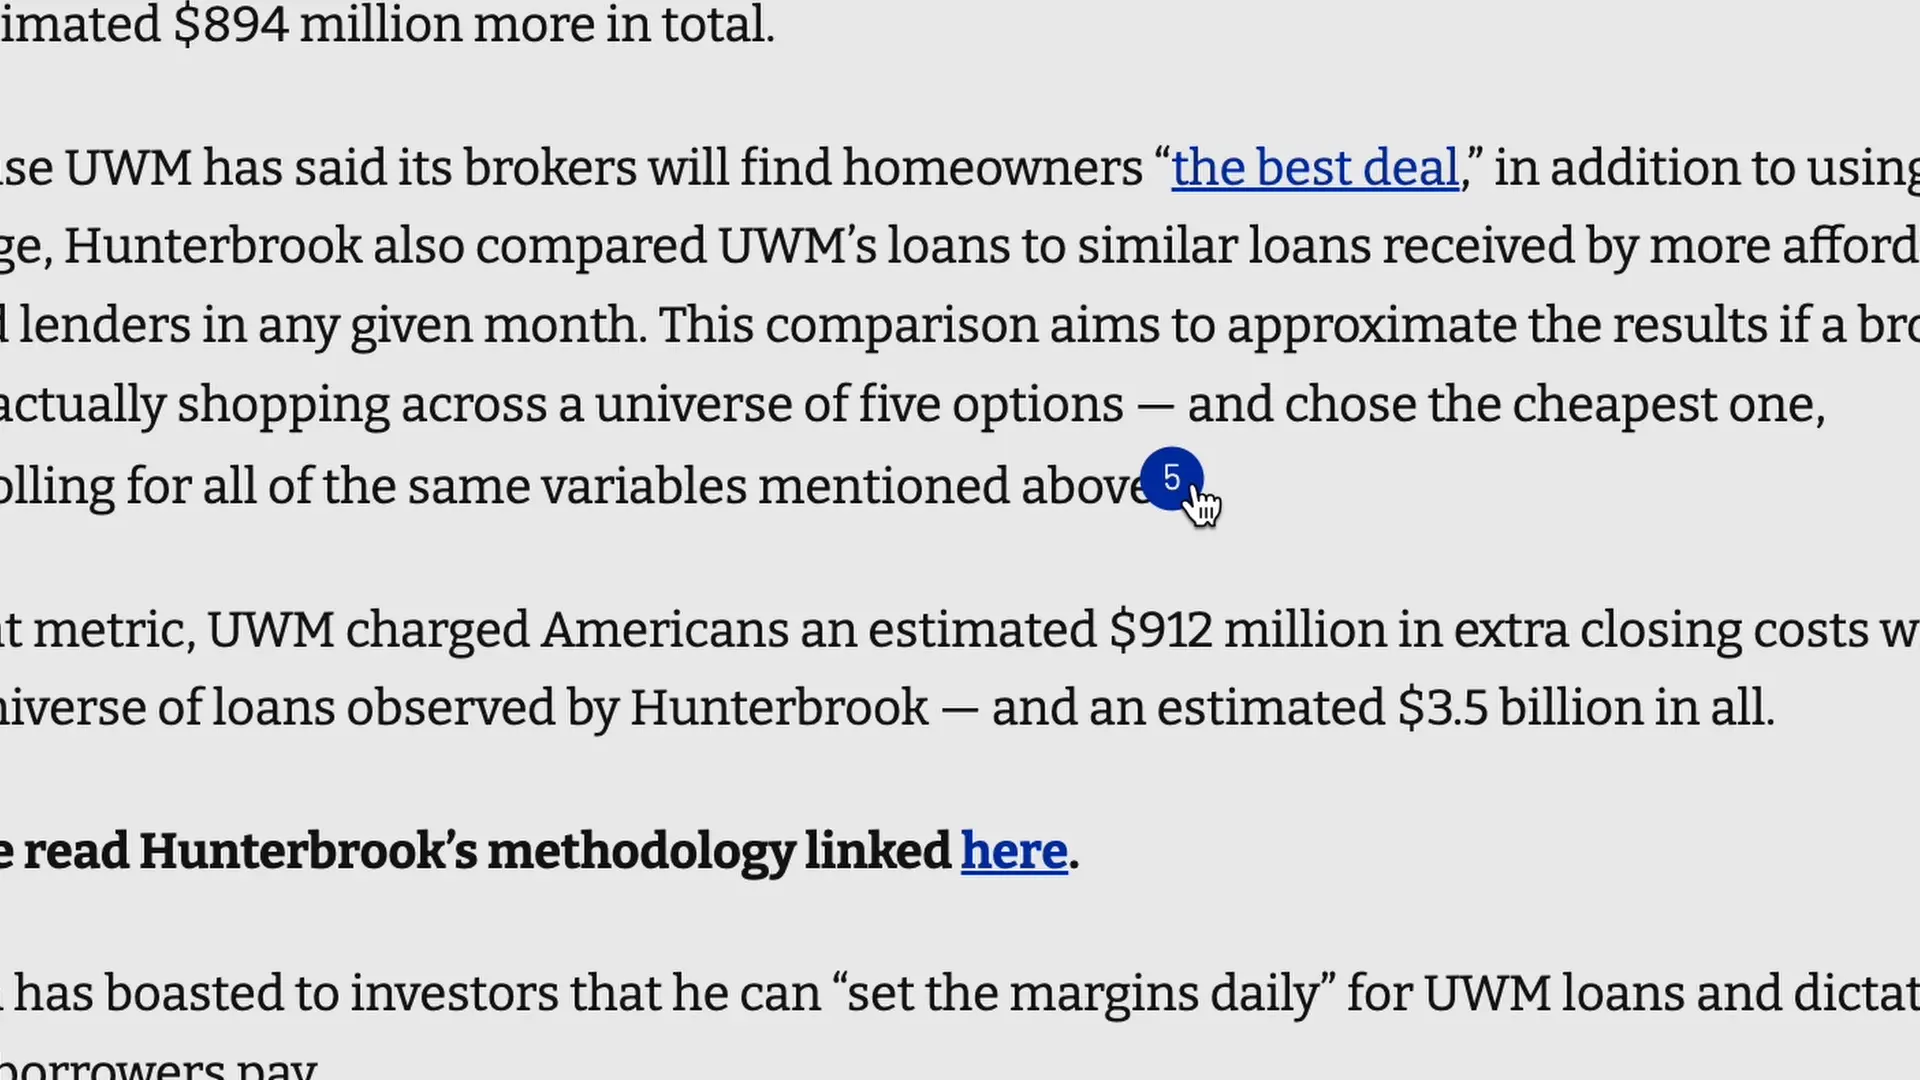 imated $894 million more in total.
use UWM has said its brokers will find homeowners “the best deal,” in addition to using
ge, Hunterbrook also compared UWM’s loans to similar loans received by more afford
d lenders in any given month. This comparison aims to approximate the results if a bro
actually shopping across a universe of five options — and chose the cheapest one,
olling for all of the same variables mentioned above 5
at metric, UWM charged Americans an estimated $912 million in extra closing costs w
niverse of loans observed by Hunterbrook — and an estimated $3.5 billion in all.
e read Hunterbrook’s methodology linked here.
has boasted to investors that he can “set the margins daily” for UWM loans and dictat
borrowers pay